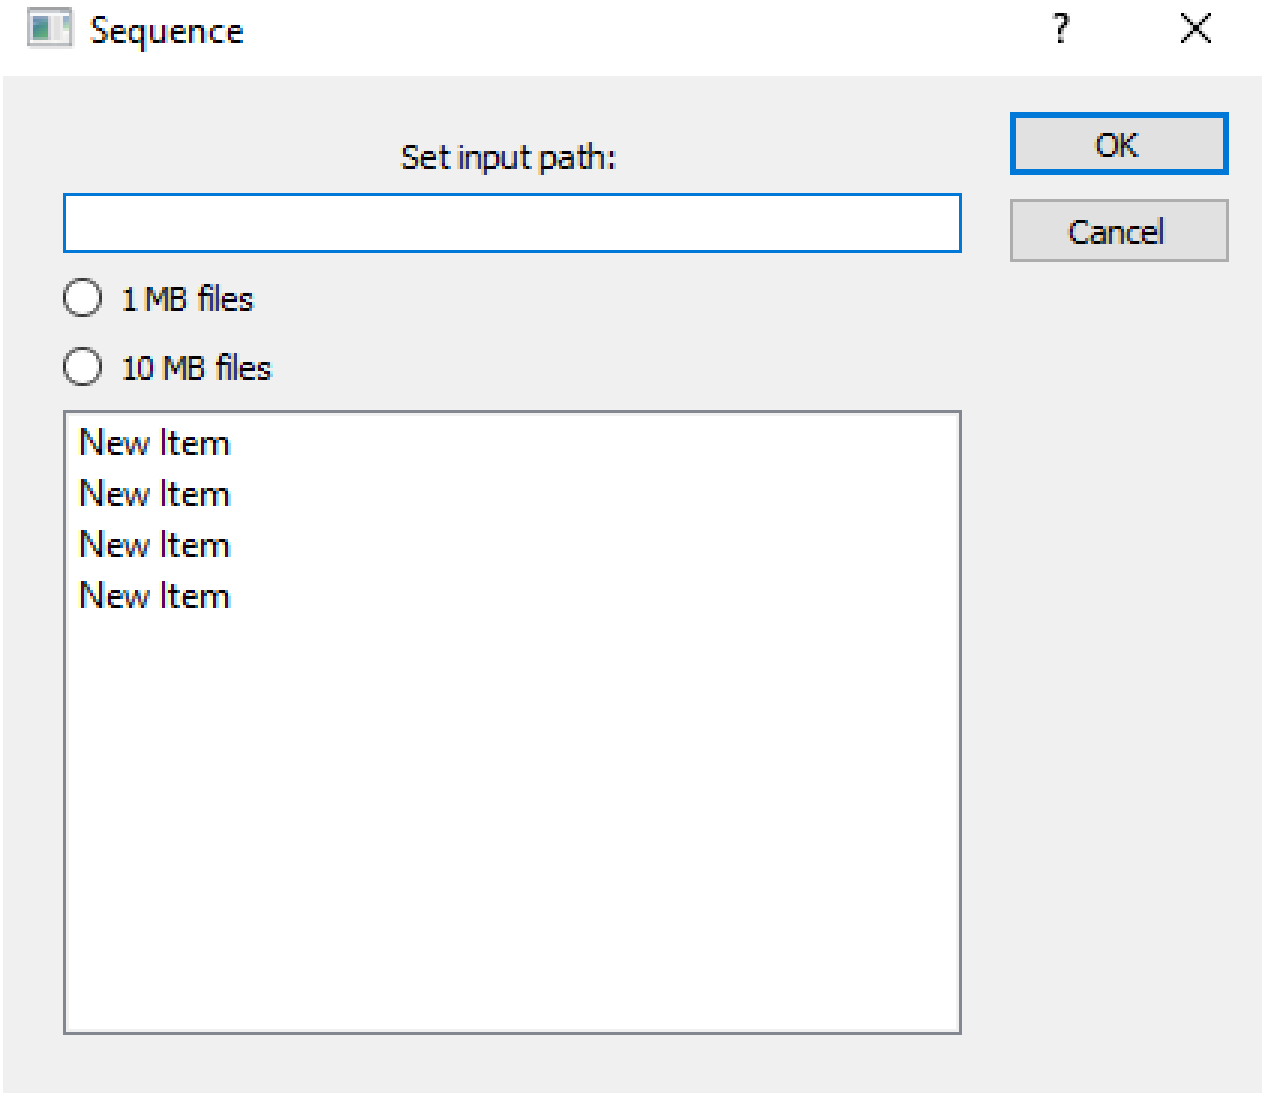 Sequence
?
Set input path:
OK
Cancel
1 MB files
10 MB files
New Item
New Item
New Item
New Item